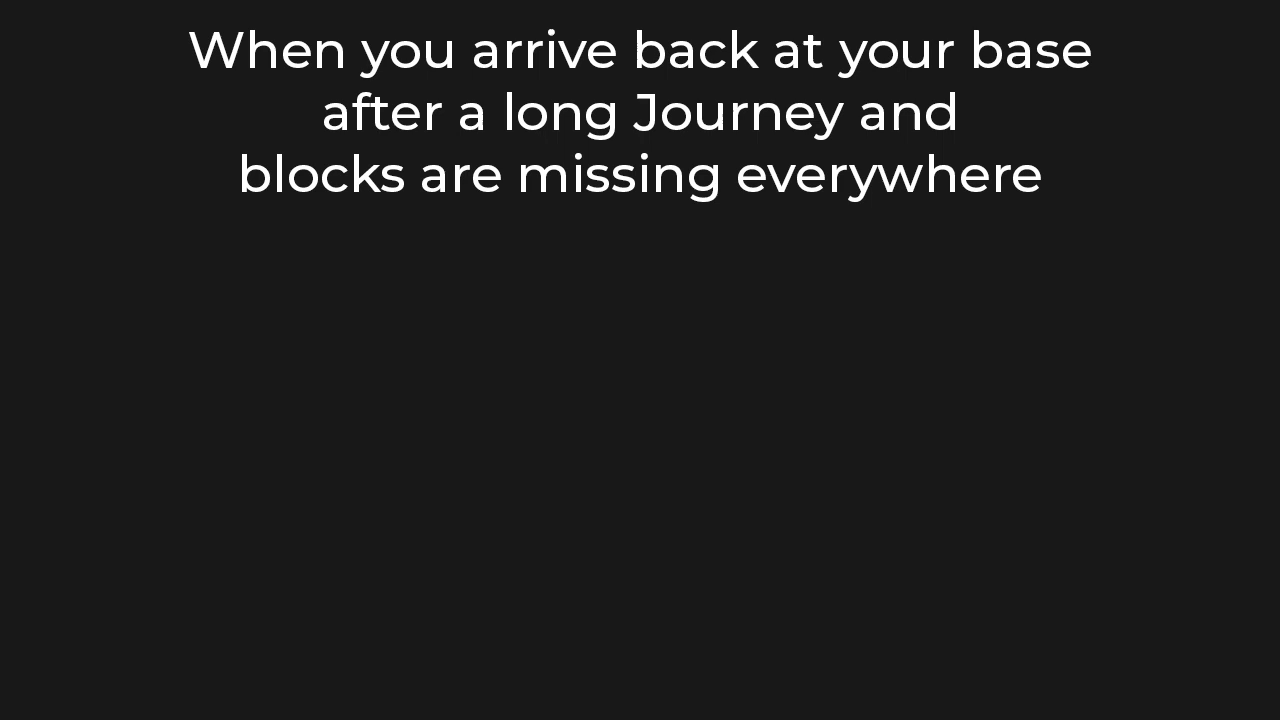 When you arrive back at your base
after a long Journey and
blocks are missing everywhere